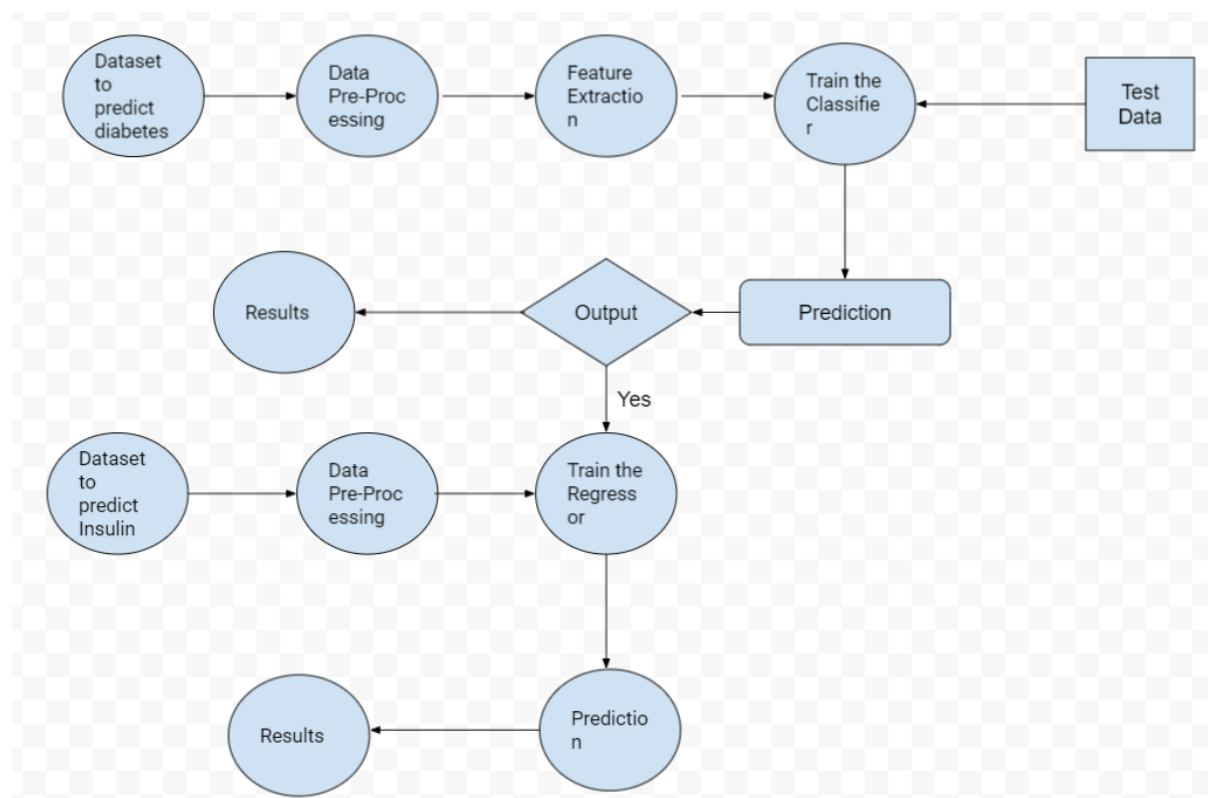 Dataset
to
predict
diabetes
Data
Pre-Proc
essing
Feature
Extractio
n
Train the
Classifie
r
Test
Data
Results
Output
Prediction
Yes
Dataset
to
predict
Insulin
Data
Pre-Proc
essing
Train the
Regress
or
Results
Predictio
n